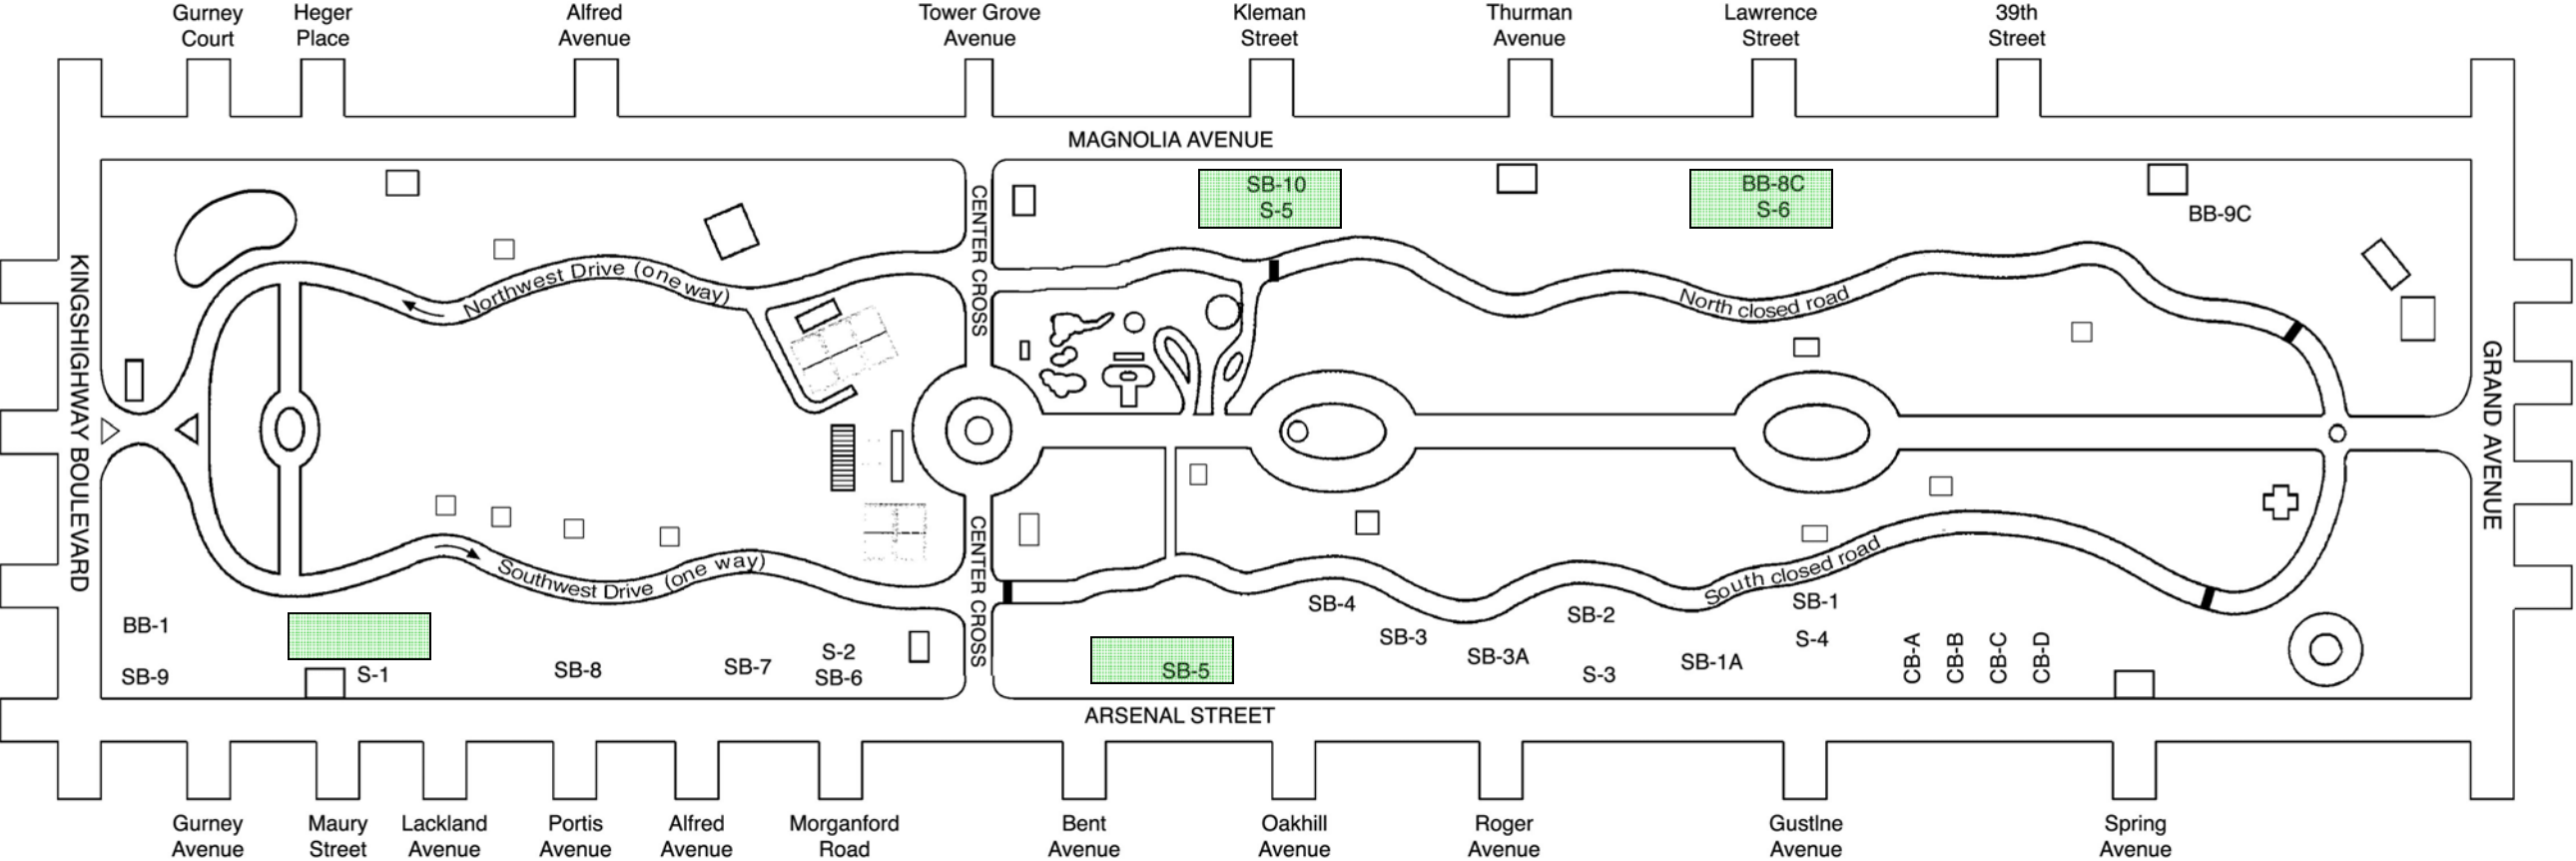 Gurney
Court
Heger
Place
Alfred
Avenue
Tower Grove
Avenue
Kleman
Street
Thurman
Avenue
Lawrence
Street
39th
Street
MAGNOLIA AVENUE
SB-10
S-5
BB-8C
S-6
BB-9C
CENTER CROSS
Northwest Drive (one way)
North closed road
KINGSHIGHWAY BOULEVARD
GRAND AVENUE
CENTER CROSS
Southwest Drive (one way)
South closed road
BB-1
SB-9
S-1
SB-8
SB-7
S-2
SB-6
SB-5
SB-4
SB-3
SB-3A
SB-2
S-3
SB-1A
SB-1
S-4
CB-A
CB-B
CB-C
CB-D
ARSENAL STREET
Gurney
Avenue
Maury
Street
Lackland
Avenue
Portis
Avenue
Alfred
Avenue
Morganford
Road
Bent
Avenue
Oakhill
Avenue
Roger
Avenue
Gustlne
Avenue
Spring
Avenue